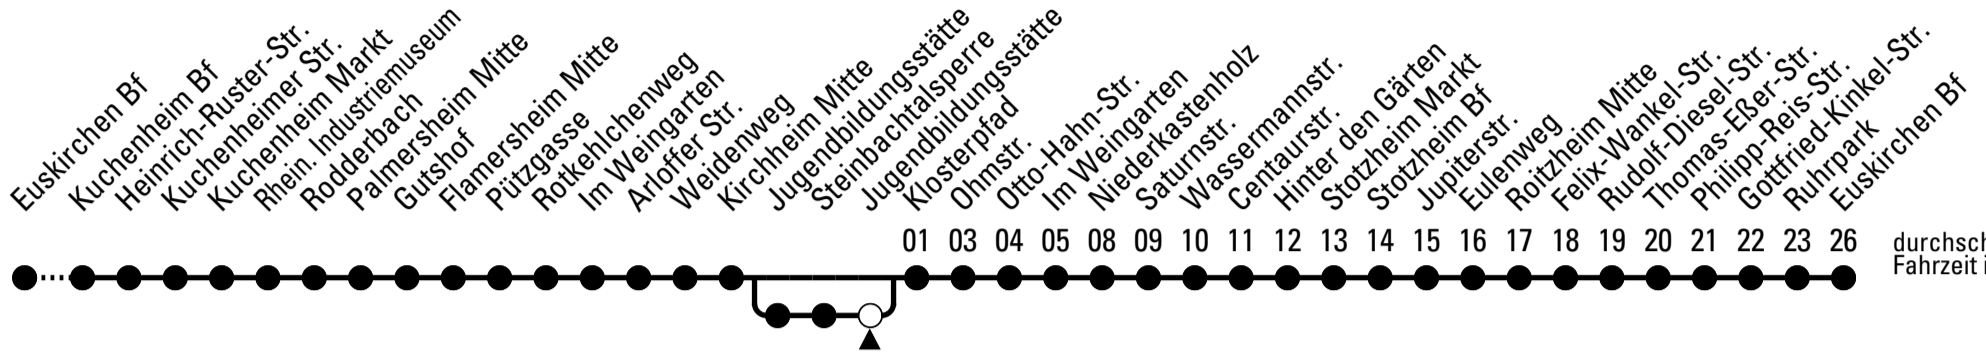 Euskirchen Bf
Kuchenheim Bf
Heinrich-Ruster-Str.
Kuchenheimer Str.
Kuchenheim Markt
Rhein. Industriemuseum
Rodderbach
Palmersheim Mitte
Gutshof
Flamersheim Mitte
Pützgasse
Rotkehlchenweg
Im Weingarten
Arloffer Str.
Weidenweg
Kirchheim Mitte
Jugendbildungsstätte
Steinbachtalsperre
Jugendbildungsstätte
Klosterpfad
Ohmstr.
Otto-Hahn-Str.
Im Weingarten
Niederkastenholz
Saturnstr.
Wassermannstr.
Centaurstr.
Hinter den Gärten
Stotzheim Markt
Stotzheim Bf
Jupiterstr.
Eulenweg
Roitzheim Mitte
Felix-Wankel-Str.
Rudolf-Diesel-Str.
Thomas-Eßer-Str.
Philipp-Reis-Str.
Gottfried-Kinkel-Str.
Ruhrpark
Euskirchen Bf
01 03 04 05 08 09 10 11 12 13 14 15 16 17 18 19 20 21 22 23 26
durchsch
Fahrzeit i